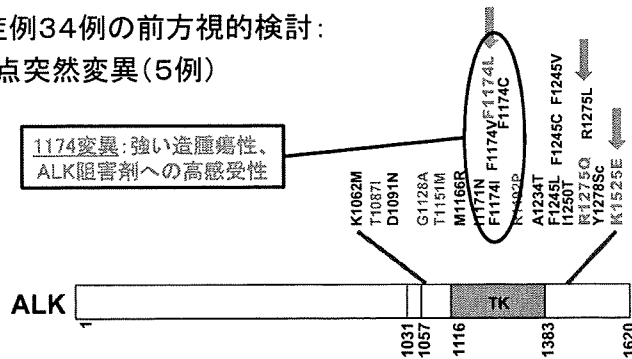 症例34例の前方視的検討:
点突然変異(5例)
1174変異:強い造腫瘍性、
ALK阻害剤への高感受性
K1062M
T1087I
D1091N
G1128A
T1151M
M1166R
I1171N
F1174I
F1174V
F1174L
F1174C
R1192P
A1234T
F1245L
F1245C
F1245V
I1250T
R1275Q
R1275L
Y1278Sc
K1525E
ALK
TK
1
1031
1057
1116
1383
1620